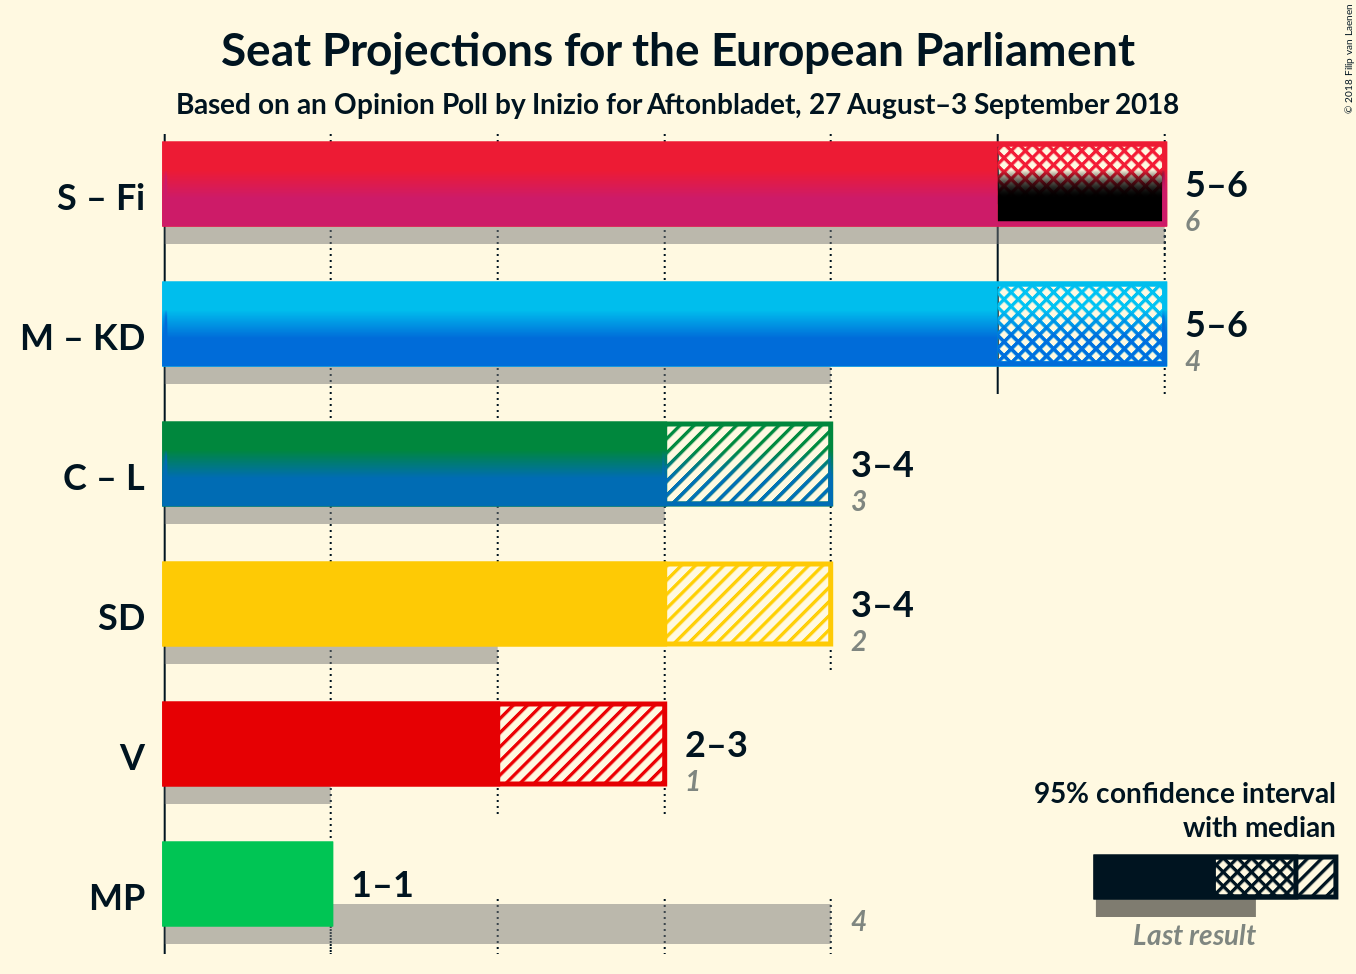 Seat Projections for the European Parliament
Based on an Opinion Poll by Inizio for Aftonbladet, 27 August–3 September 2018
© 2018 Filip van Laenen
S – Fi
5–6
6
M – KD
5–6
4
C – L
3–4
3
SD
3–4
2
V
2–3
1
MP
1–1
4
95% confidence interval
with median
Last result